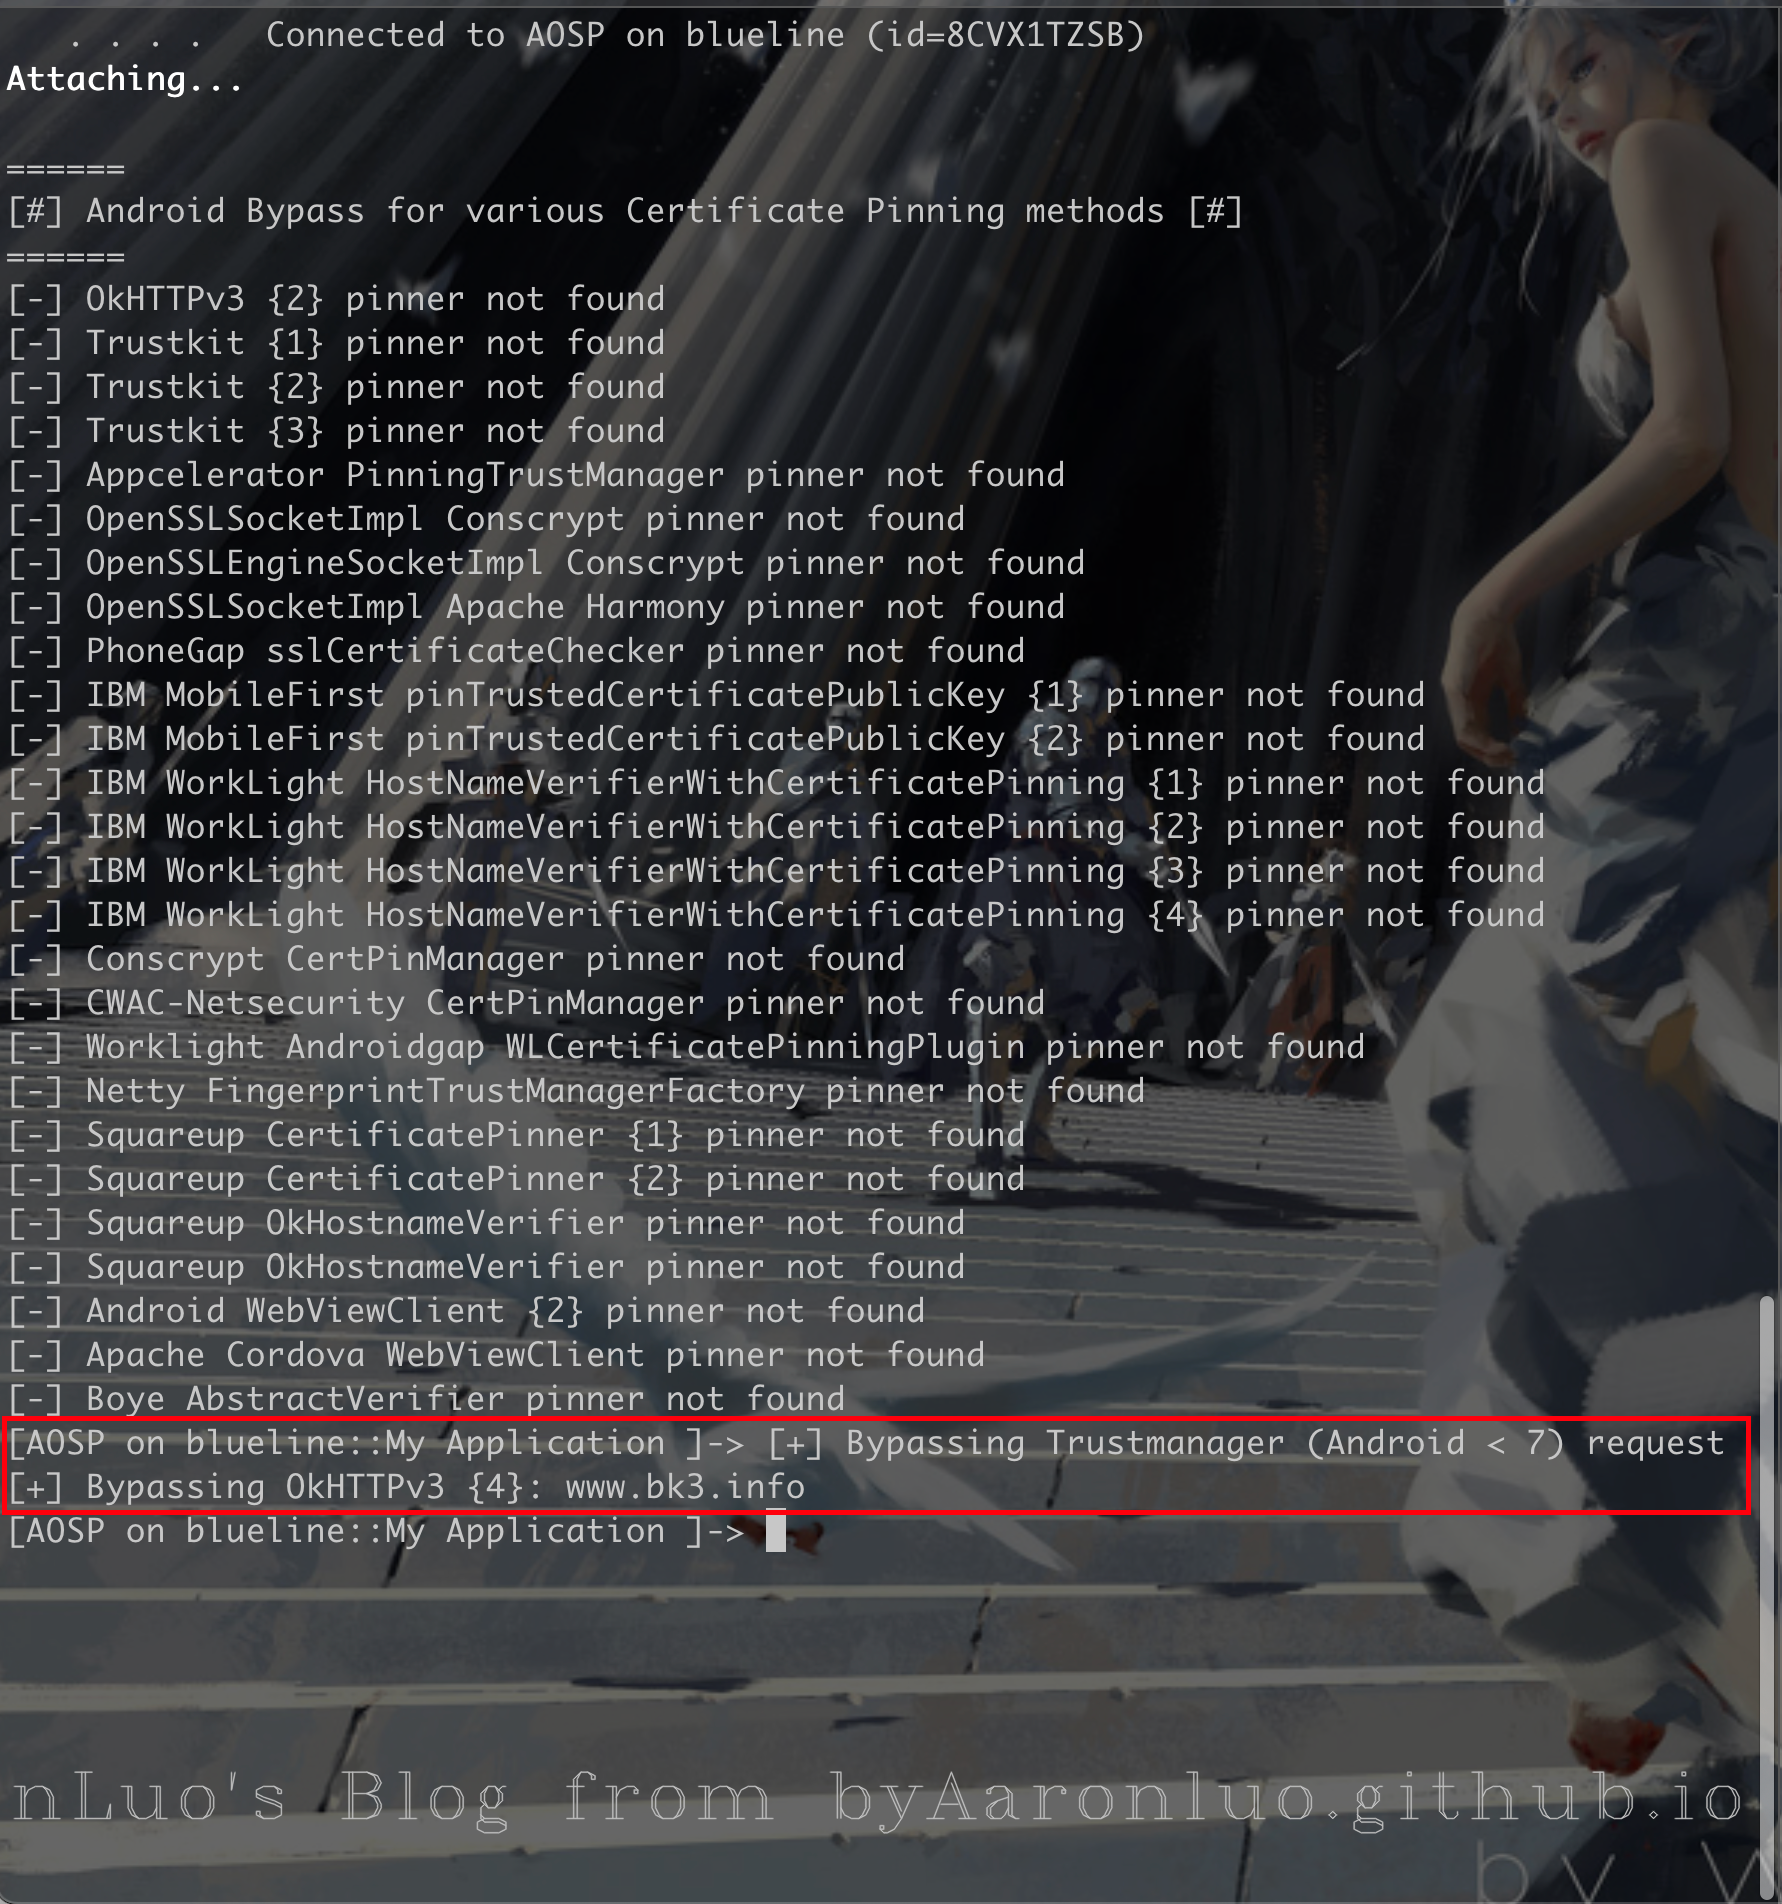 . . . .   Connected to AOSP on blueline (id=8CVX1TZSB)
Attaching...
======
[#] Android Bypass for various Certificate Pinning methods [#]
======
[-] OkHTTPv3 {2} pinner not found
[-] Trustkit {1} pinner not found
[-] Trustkit {2} pinner not found
[-] Trustkit {3} pinner not found
[-] Appcelerator PinningTrustManager pinner not found
[-] OpenSSLSocketImpl Conscrypt pinner not found
[-] OpenSSLEngineSocketImpl Conscrypt pinner not found
[-] OpenSSLSocketImpl Apache Harmony pinner not found
[-] PhoneGap sslCertificateChecker pinner not found
[-] IBM MobileFirst pinTrustedCertificatePublicKey {1} pinner not found
[-] IBM MobileFirst pinTrustedCertificatePublicKey {2} pinner not found
[-] IBM WorkLight HostNameVerifierWithCertificatePinning {1} pinner not found
[-] IBM WorkLight HostNameVerifierWithCertificatePinning {2} pinner not found
[-] IBM WorkLight HostNameVerifierWithCertificatePinning {3} pinner not found
[-] IBM WorkLight HostNameVerifierWithCertificatePinning {4} pinner not found
[-] Conscrypt CertPinManager pinner not found
[-] CWAC-Netsecurity CertPinManager pinner not found
[-] Worklight Androidgap WLCertificatePinningPlugin pinner not found
[-] Netty FingerprintTrustManagerFactory pinner not found
[-] Squareup CertificatePinner {1} pinner not found
[-] Squareup CertificatePinner {2} pinner not found
[-] Squareup OkHostnameVerifier pinner not found
[-] Squareup OkHostnameVerifier pinner not found
[-] Android WebViewClient {2} pinner not found
[-] Apache Cordova WebViewClient pinner not found
[-] Boye AbstractVerifier pinner not found
[AOSP on blueline::My Application ]-> [+] Bypassing Trustmanager (Android < 7) request
[+] Bypassing OkHTTPv3 {4}: www.bk3.info
[AOSP on blueline::My Application ]->
nLuo's Blog from byAaronluo.github.io
by